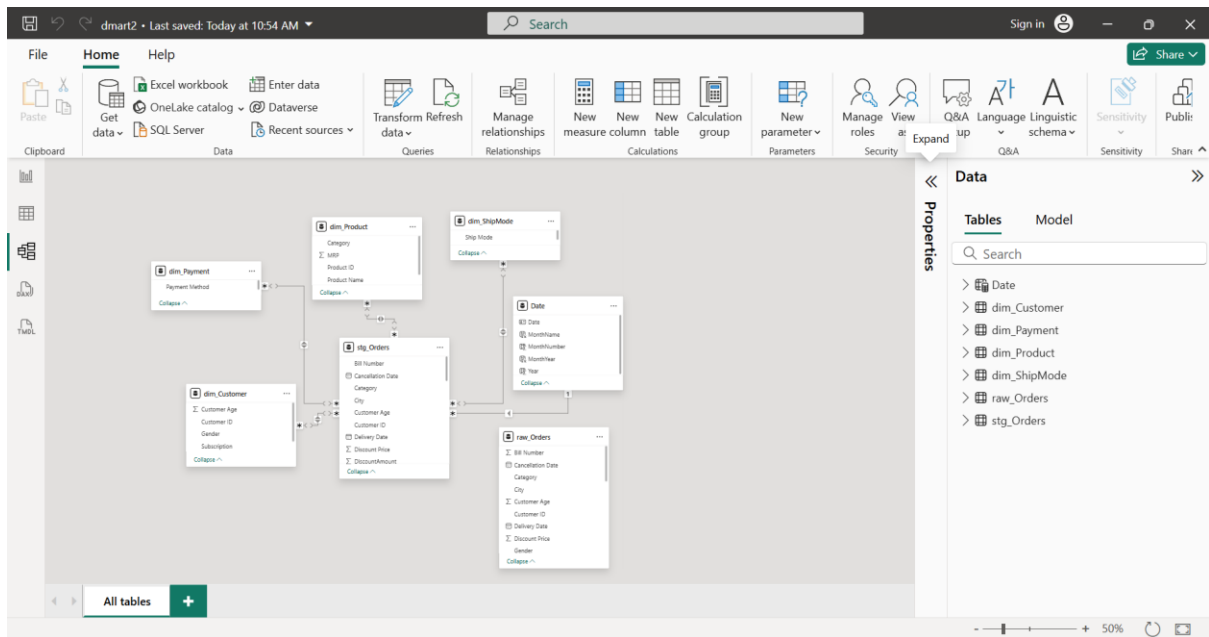 dmart2 • Last saved: Today at 10:54 AM
Search
Sign in
File
Home
Help
Share
Paste
Get data
Excel workbook
OneLake catalog
SQL Server
Enter data
Dataverse
Recent sources
Transform data
Refresh
Manage relationships
New measure
New column
New table
Calculation group
New parameter
Manage roles
View as
Q&A
Language
Linguistic schema
Sensitivity
Expand
Clipboard
Data
Queries
Relationships
Calculations
Parameters
Security
Q&A
Sensitivity
Share
dim_Payment
Payment Method
Collapse
dim_Product
Category
Σ MRP
Product ID
Product Name
Collapse
dim_ShipMode
Ship Mode
Collapse
Date
Date
MonthName
MonthNumber
MonthYear
Year
Collapse
stg_Orders
Bill Number
Cancellation Date
Category
City
Customer Age
Customer ID
Delivery Date
Σ Discount Price
Σ DiscountAmount
Collapse
dim_Customer
Σ Customer Age
Customer ID
Gender
Subscription
Collapse
raw_Orders
Σ Bill Number
Cancellation Date
Category
City
Σ Customer Age
Customer ID
Delivery Date
Σ Discount Price
Gender
Collapse
Properties
Data
Tables
Model
Search
Date
dim_Customer
dim_Payment
dim_Product
dim_ShipMode
raw_Orders
stg_Orders
All tables
50%